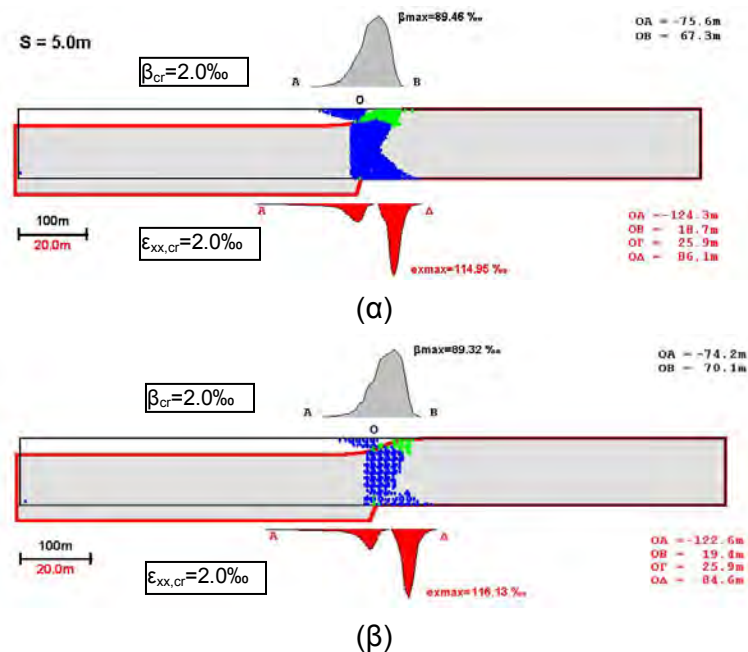 S = 5.0m
βmax=89.46 ‰
OA = -75.6m
OB = 67.3m
βcr=2.0‰
A B
O
100m
20.0m
εxx,cr=2.0‰
A Δ
exmax=114.95 ‰
OA =-124.3m
OB = 18.7m
OΓ = 25.9m
OΔ = 86.1m
(α)
βmax=89.32 ‰
OA = -74.2m
OB = 70.1m
βcr=2.0‰
A B
O
100m
20.0m
εxx,cr=2.0‰
A Δ
exmax=116.13 ‰
OA =-122.6m
OB = 19.4m
OΓ = 25.9m
OΔ = 84.6m
(β)